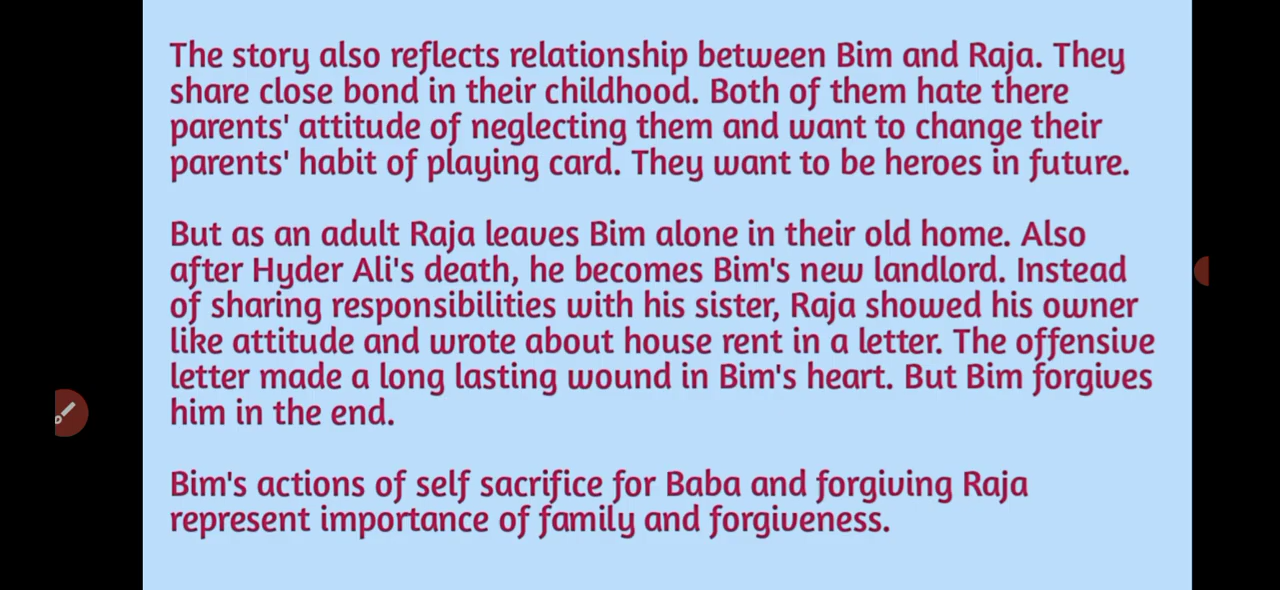 The story also reflects relationship between Bim and Raja. They
share close bond in their childhood. Both of them hate there
parents' attitude of neglecting them and want to change their
parents' habit of playing card. They want to be heroes in future.
But as an adult Raja leaves Bim alone in their old home. Also
after Hyder Ali's death, he becomes Bim's new landlord. Instead
of sharing responsibilities with his sister, Raja showed his owner
like attitude and wrote about house rent in a letter. The offensive
letter made a long lasting wound in Bim's heart. But Bim forgives
him in the end.
Bim's actions of self sacrifice for Baba and forgiving Raja
represent importance of family and forgiveness.